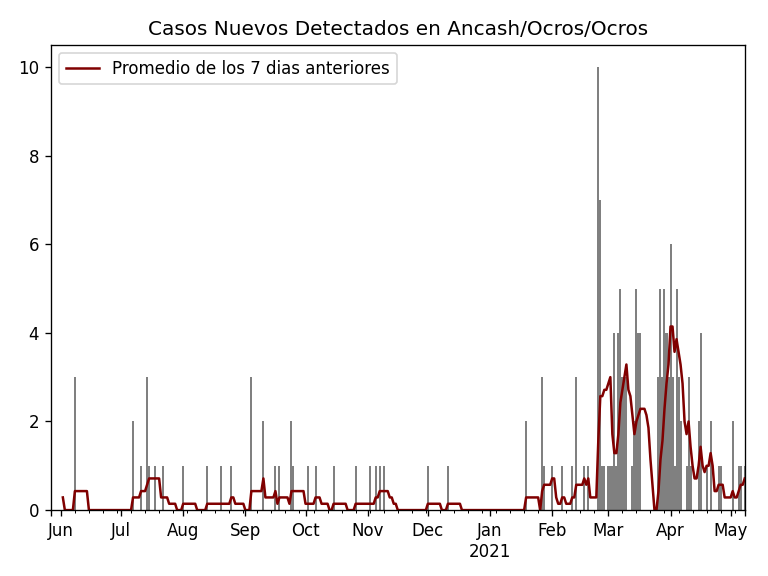 Casos Nuevos Detectados en Ancash/Ocros/Ocros
Promedio de los 7 dias anteriores
10
8
6
4
2
0
Jun Jul Aug Sep Oct Nov Dec Jan Feb Mar Apr May
2021